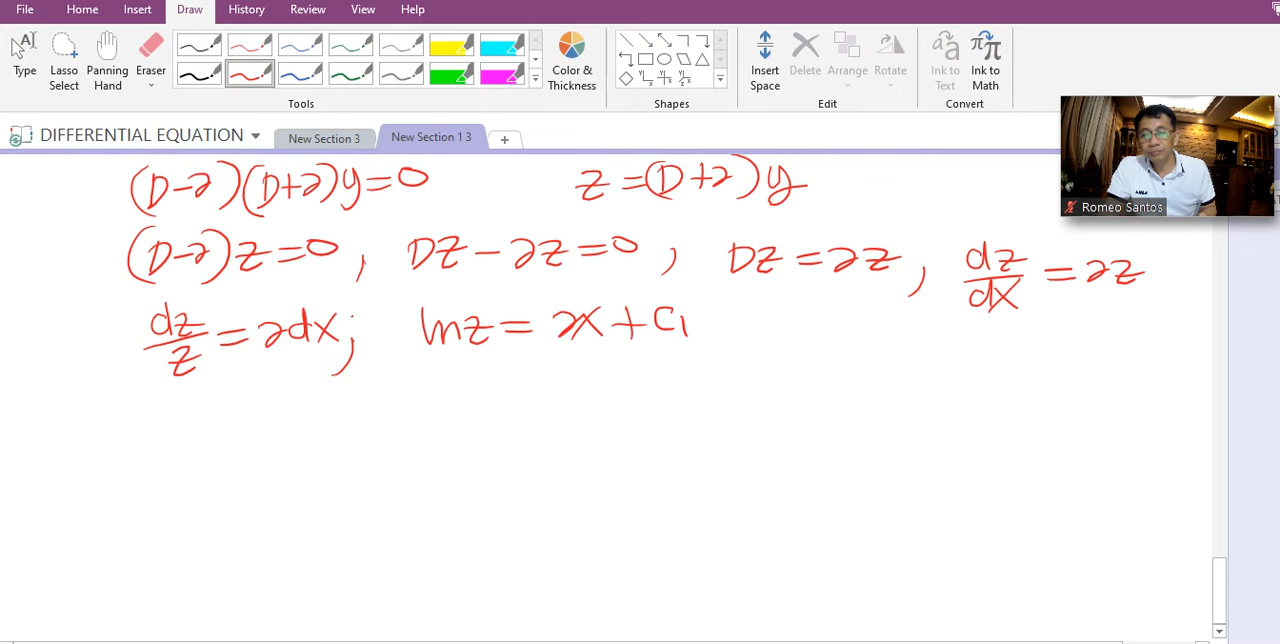 File Home Insert Draw History Review View Help
Type Lasso Select Panning Hand Eraser Color & Thickness Insert Space Delete Arrange Rotate Ink to Text Ink to Math
Tools Shapes Edit Convert
DIFFERENTIAL EQUATION New Section 3 New Section 1 3
Romeo Santos
(D-2)(D+2)y=0 z=(D+2)y
(D-2)z=0, Dz-2z=0, Dz=2z, dz/dx=2z
dz/z=2dx; lnz=2x+C1